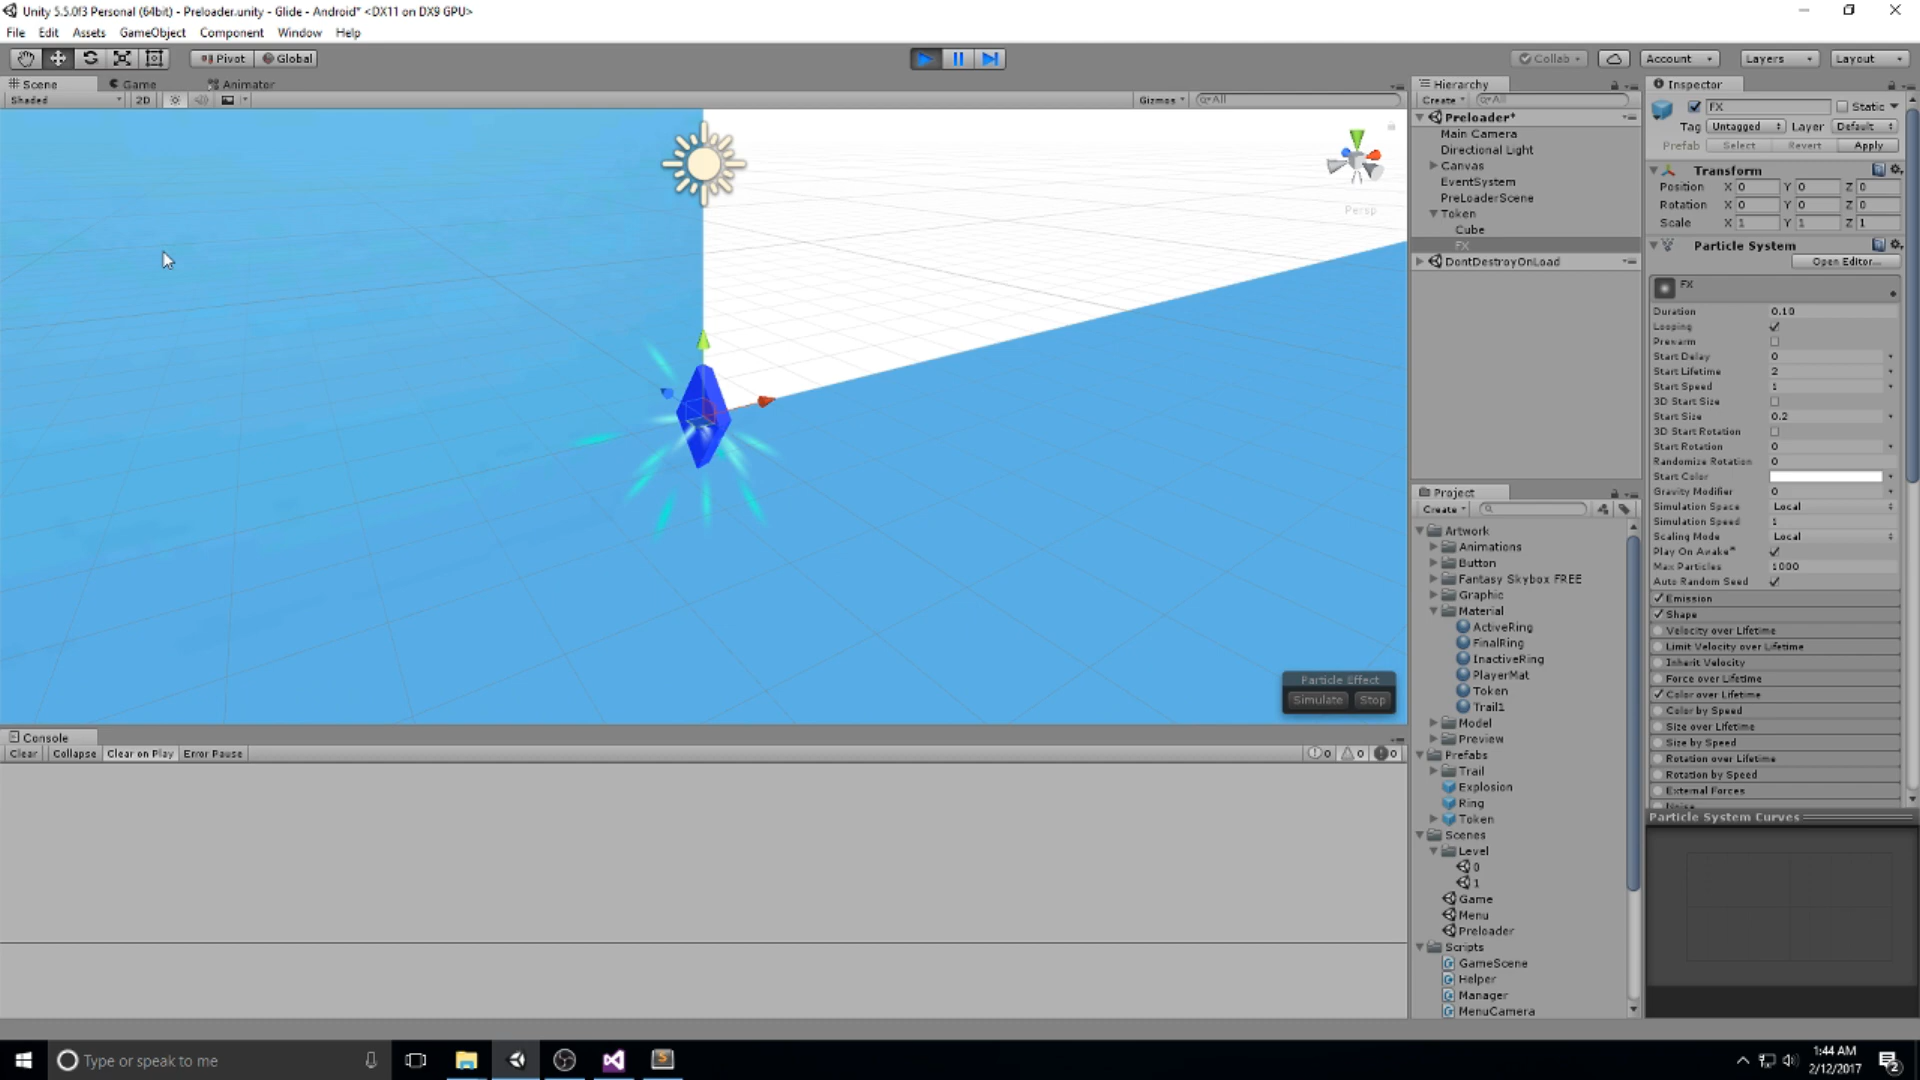 Unity 5.5.0f3 Personal (64bit) - Preloader.unity - Glide - Android* <DX11 on DX9 GPU>
File Edit Assets GameObject Component Window Help
Pivot Global
Collab Account Layers Layout
Scene Game Animator
Shaded 2D Gizmos All
Persp
Particle Effect
Simulate Stop
Console
Clear Collapse Clear on Play Error Pause 0 0 0
Hierarchy
Create All
Preloader*
Main Camera
Directional Light
Canvas
EventSystem
PreLoaderScene
Token
Cube
FX
DontDestroyOnLoad
Project
Create
Artwork
Animations
Button
Fantasy Skybox FREE
Graphic
Material
ActiveRing
FinalRing
InactiveRing
PlayerMat
Token
Trail1
Model
Preview
Prefabs
Trail
Explosion
Ring
Token
Scenes
Level
0
1
Game
Menu
Preloader
Scripts
GameScene
Helper
Manager
MenuCamera
Inspector
FX Static
Tag Untagged Layer Default
Prefab Select Revert Apply
Transform
Position X 0 Y 0 Z 0
Rotation X 0 Y 0 Z 0
Scale X 1 Y 1 Z 1
Particle System
Open Editor...
FX
Duration 0.10
Looping
Prewarm
Start Delay 0
Start Lifetime 2
Start Speed 1
3D Start Size
Start Size 0.2
3D Start Rotation
Start Rotation 0
Randomize Rotation 0
Start Color
Gravity Modifier 0
Simulation Space Local
Simulation Speed 1
Scaling Mode Local
Play On Awake*
Max Particles 1000
Auto Random Seed
Emission
Shape
Velocity over Lifetime
Limit Velocity over Lifetime
Inherit Velocity
Force over Lifetime
Color over Lifetime
Color by Speed
Size over Lifetime
Size by Speed
Rotation over Lifetime
Rotation by Speed
External Forces
Noise
Particle System Curves
Type or speak to me
1:44 AM
2/12/2017
2